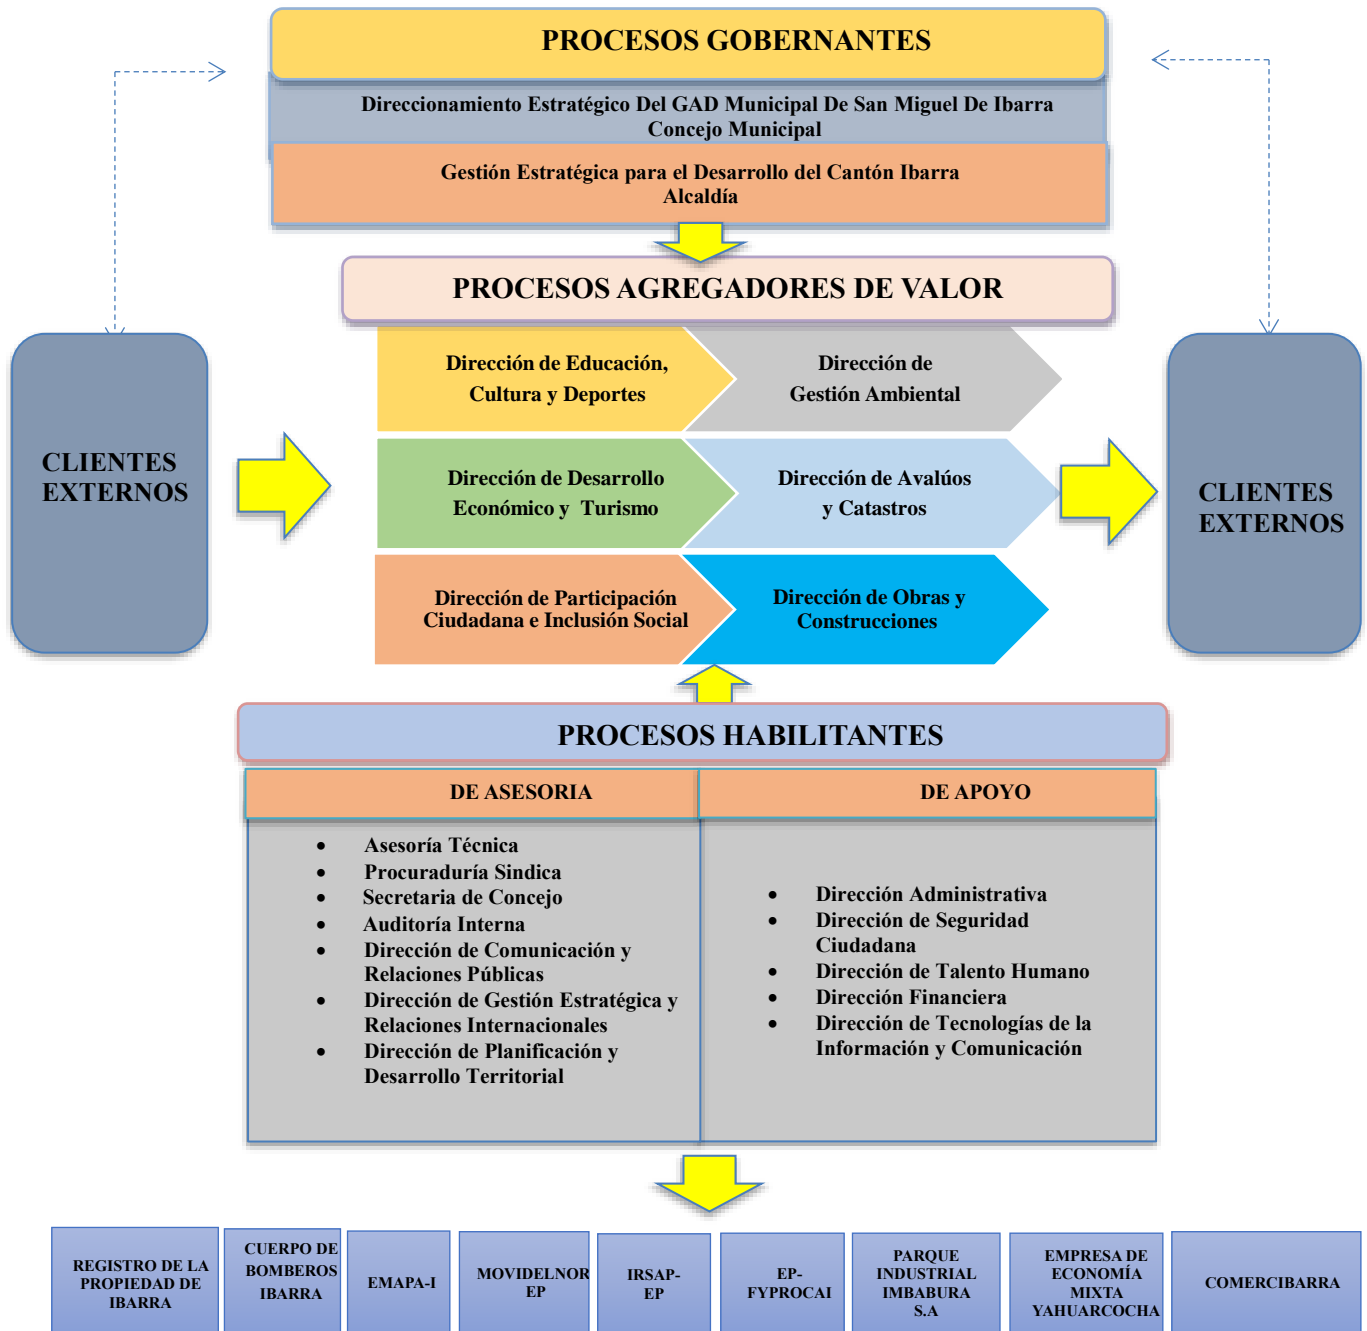 PROCESOS GOBERNANTES
Direccionamiento Estratégico Del GAD Municipal De San Miguel De Ibarra
Concejo Municipal
Gestión Estratégica para el Desarrollo del Cantón Ibarra
Alcaldía
PROCESOS AGREGADORES DE VALOR
CLIENTES
EXTERNOS
Dirección de Educación,
Cultura y Deportes
Dirección de
Gestión Ambiental
Dirección de Desarrollo
Económico y Turismo
Dirección de Avalúos
y Catastros
Dirección de Participación
Ciudadana e Inclusión Social
Dirección de Obras y
Construcciones
CLIENTES
EXTERNOS
PROCESOS HABILITANTES
DE ASESORIA
• Asesoría Técnica
• Procuraduría Sindica
• Secretaria de Concejo
• Auditoría Interna
• Dirección de Comunicación y
Relaciones Públicas
• Dirección de Gestión Estratégica y
Relaciones Internacionales
• Dirección de Planificación y
Desarrollo Territorial
DE APOYO
• Dirección Administrativa
• Dirección de Seguridad
Ciudadana
• Dirección de Talento Humano
• Dirección Financiera
• Dirección de Tecnologías de la
Información y Comunicación
REGISTRO DE LA
PROPIEDAD DE
IBARRA
CUERPO DE
BOMBEROS
IBARRA
EMAPA-I
MOVIDELNOR
EP
IRSAP-
EP
EP-
FYPROCAI
PARQUE
INDUSTRIAL
IMBABURA
S.A
EMPRESA DE
ECONOMÍA
MIXTA
YAHUARCOCHA
COMERCIBARRA